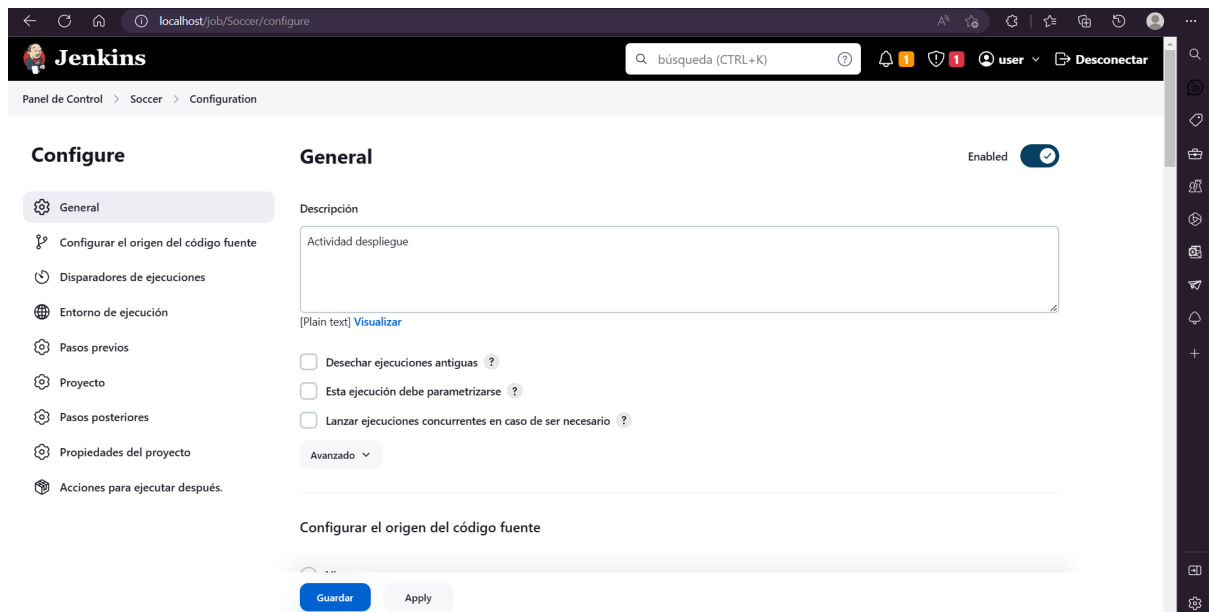 localhost/job/Soccer/configure
Jenkins
búsqueda (CTRL+K)
?
1
1
user
Desconectar
Panel de Control > Soccer > Configuration
Configure
General
Configurar el origen del código fuente
Disparadores de ejecuciones
Entorno de ejecución
Pasos previos
Proyecto
Pasos posteriores
Propiedades del proyecto
Acciones para ejecutar después.
General
Enabled
Descripción
Actividad despliegue
[Plain text] Visualizar
Desechar ejecuciones antiguas ?
Esta ejecución debe parametrizarse ?
Lanzar ejecuciones concurrentes en caso de ser necesario ?
Avanzado
Configurar el origen del código fuente
Guardar
Apply